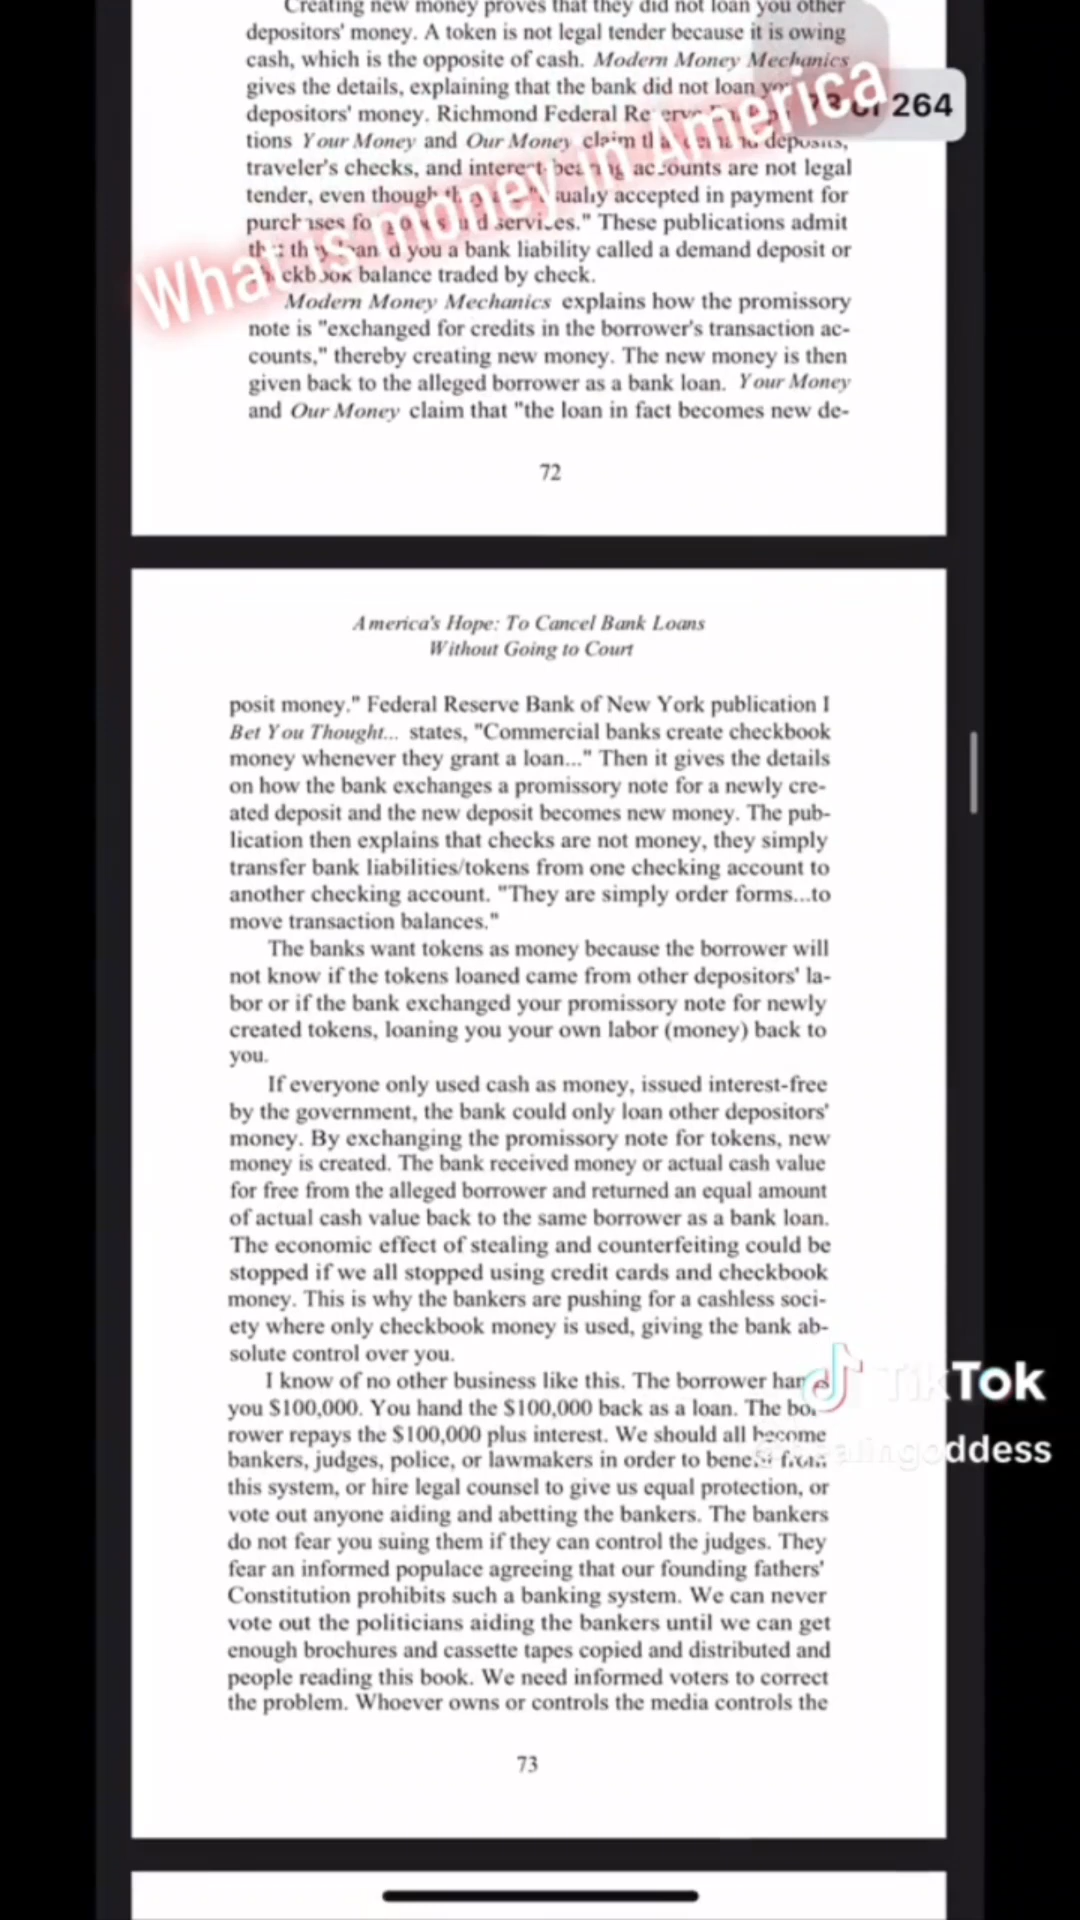 Creating new money proves that they did not loan you other
depositors' money. A token is not legal tender because it is owing
cash, which is the opposite of cash. Modern Money Mechanics
gives the details, explaining that the bank did not loan
depositors' money. Richmond Federal
tions Your Money and Our Money claim deposits,
traveler's checks, and accounts are not legal
tender, even though accepted in payment for
services." These publications admit
you a bank liability called a demand deposit or
balance traded by check.
Modern Money Mechanics explains how the promissory
note is "exchanged for credits in the borrower's transaction ac-
counts," thereby creating new money. The new money is then
given back to the alleged borrower as a bank loan. Your Money
and Our Money claim that "the loan in fact becomes new de-
72
What is money in America
264
America's Hope: To Cancel Bank Loans
Without Going to Court
posit money." Federal Reserve Bank of New York publication I
Bet You Thought... states, "Commercial banks create checkbook
money whenever they grant a loan..." Then it gives the details
on how the bank exchanges a promissory note for a newly cre-
ated deposit and the new deposit becomes new money. The pub-
lication then explains that checks are not money, they simply
transfer bank liabilities/tokens from one checking account to
another checking account. "They are simply order forms...to
move transaction balances."
The banks want tokens as money because the borrower will
not know if the tokens loaned came from other depositors' la-
bor or if the bank exchanged your promissory note for newly
created tokens, loaning you your own labor (money) back to
you.
If everyone only used cash as money, issued interest-free
by the government, the bank could only loan other depositors'
money. By exchanging the promissory note for tokens, new
money is created. The bank received money or actual cash value
for free from the alleged borrower and returned an equal amount
of actual cash value back to the same borrower as a bank loan.
The economic effect of stealing and counterfeiting could be
stopped if we all stopped using credit cards and checkbook
money. This is why the bankers are pushing for a cashless soci-
ety where only checkbook money is used, giving the bank ab-
solute control over you.
I know of no other business like this. The borrower
you $100,000. You hand the $100,000 back as a loan. The bor-
rower repays the $100,000 plus interest. We should all become
bankers, judges, police, or lawmakers in order to benefit from
this system, or hire legal counsel to give us equal protection, or
vote out anyone aiding and abetting the bankers. The bankers
do not fear you suing them if they can control the judges. They
fear an informed populace agreeing that our founding fathers'
Constitution prohibits such a banking system. We can never
vote out the politicians aiding the bankers until we can get
enough brochures and cassette tapes copied and distributed and
people reading this book. We need informed voters to correct
the problem. Whoever owns or controls the media controls the
73
TikTok